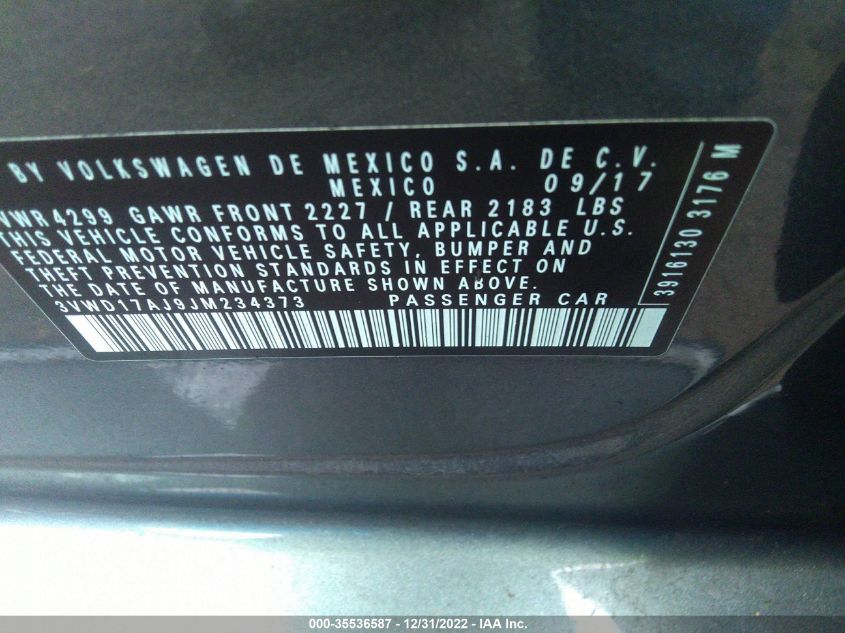 BY VOLKSWAGEN DE MEXICO S.A. DE C.V.
MEXICO 09/17
VWR4299 GAWR FRONT 2227 / REAR 2183 LBS
THIS VEHICLE CONFORMS TO ALL APPLICABLE U.S.
FEDERAL MOTOR VEHICLE SAFETY, BUMPER AND
THEFT PREVENTION STANDARDS IN EFFECT ON
THE DATE OF MANUFACTURE SHOWN ABOVE.
3VWD17AJ9JM234373 PASSENGER CAR
3916130 3176 M
000-35536587 - 12/31/2022 - IAA Inc.